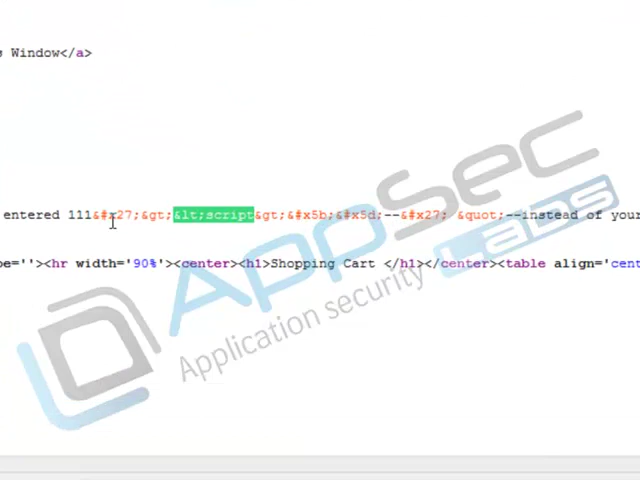 s Window</a>
entered 111&#x27;&gt;&lt;script&gt;&#x5b;&#x5d;--&#x27; &quot;--instead of your
pe=''><hr width='90%'><center><h1>Shopping Cart </h1></center><table align='cent
AppSec
Labs
Application security